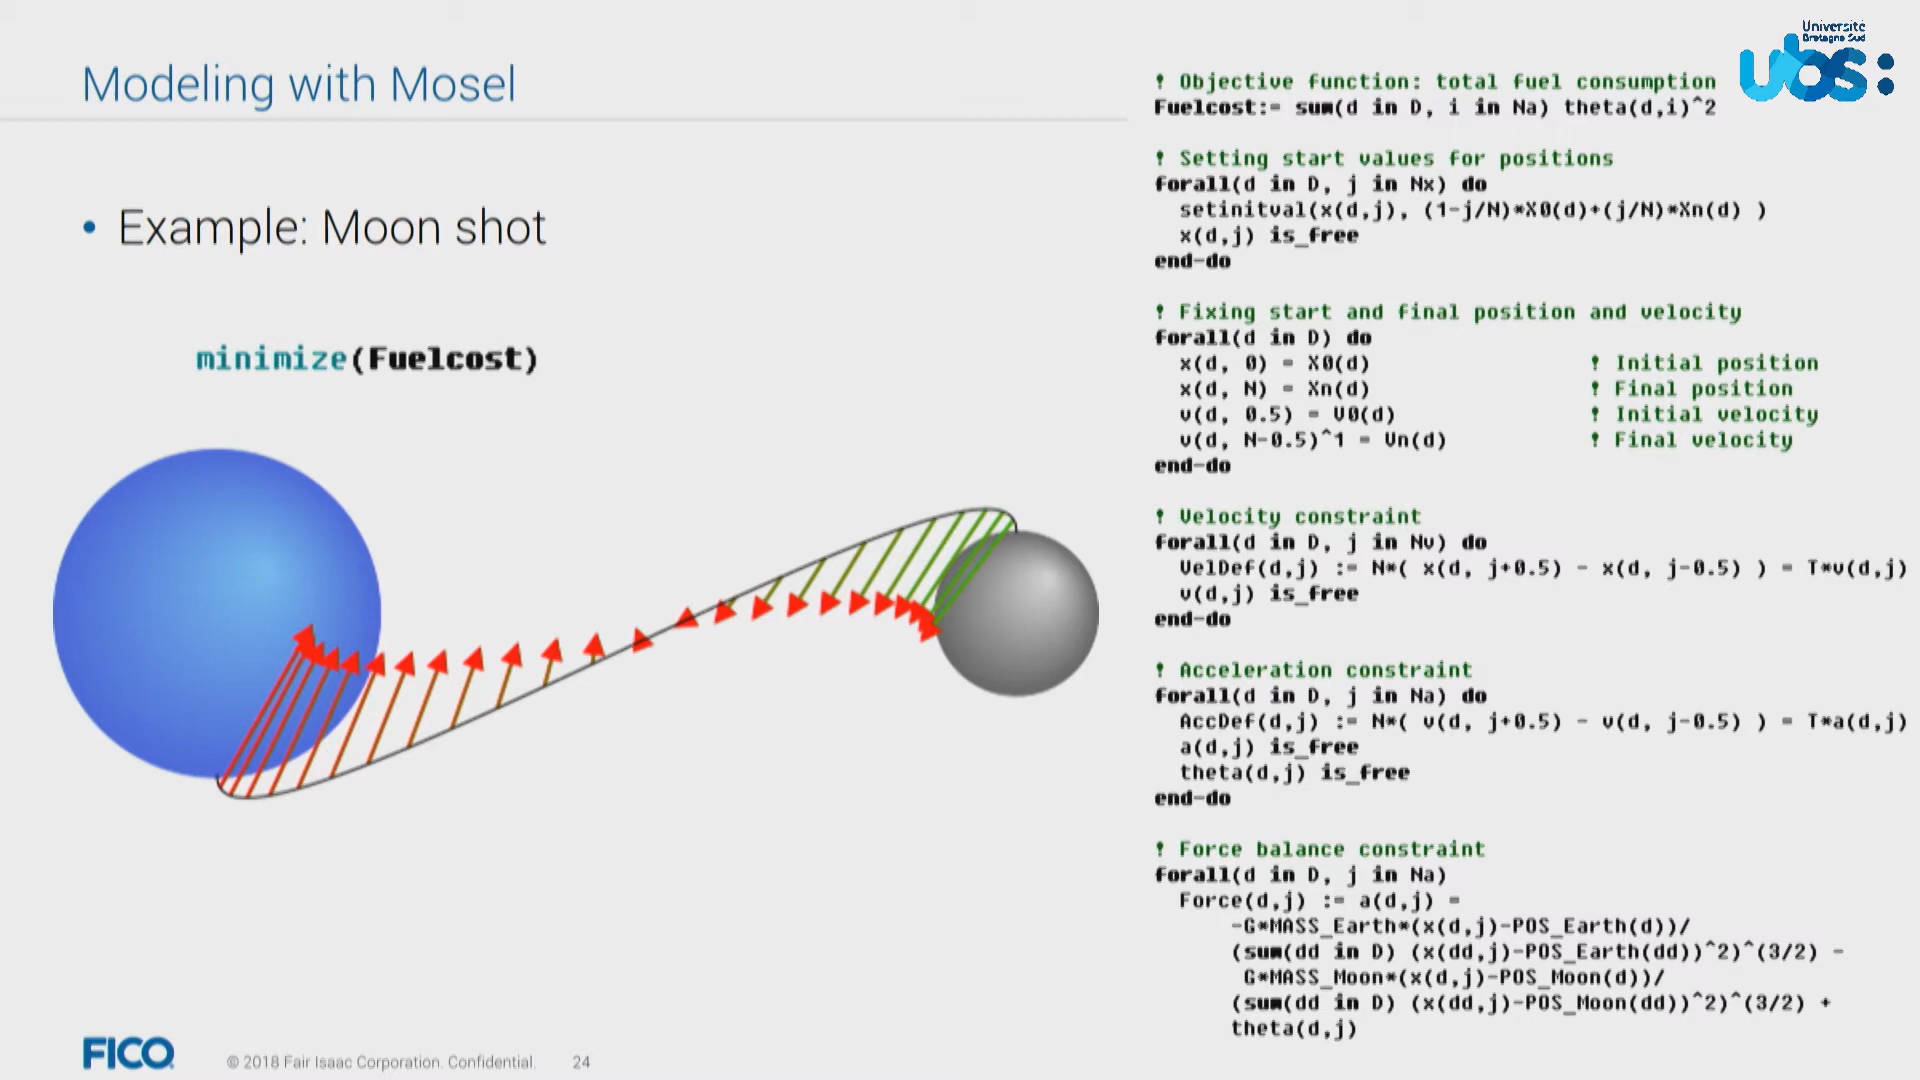 Modeling with Mosel
Université
Bretagne Sud
ubs:
• Example: Moon shot
minimize(Fuelcost)
! Objective function: total fuel consumption
Fuelcost:= sum(d in D, i in Na) theta(d,i)^2
! Setting start values for positions
forall(d in D, j in Nx) do
setinitval(x(d,j), (1-j/N)*X0(d)+(j/N)*Xn(d) )
x(d,j) is_free
end-do
! Fixing start and final position and velocity
forall(d in D) do
x(d, 0) = X0(d) ! Initial position
x(d, N) = Xn(d) ! Final position
v(d, 0.5) = V0(d) ! Initial velocity
v(d, N-0.5)^1 = Vn(d) ! Final velocity
end-do
! Velocity constraint
forall(d in D, j in Nv) do
VelDef(d,j) := N*( x(d, j+0.5) - x(d, j-0.5) ) = T*v(d,j)
v(d,j) is_free
end-do
! Acceleration constraint
forall(d in D, j in Na) do
AccDef(d,j) := N*( v(d, j+0.5) - v(d, j-0.5) ) = T*a(d,j)
a(d,j) is_free
theta(d,j) is_free
end-do
! Force balance constraint
forall(d in D, j in Na)
Force(d,j) := a(d,j) =
-G*MASS_Earth*(x(d,j)-POS_Earth(d))/
(sum(dd in D) (x(dd,j)-POS_Earth(dd))^2)^(3/2) -
G*MASS_Moon*(x(d,j)-POS_Moon(d))/
(sum(dd in D) (x(dd,j)-POS_Moon(dd))^2)^(3/2) +
theta(d,j)
FICO
© 2018 Fair Isaac Corporation. Confidential. 24